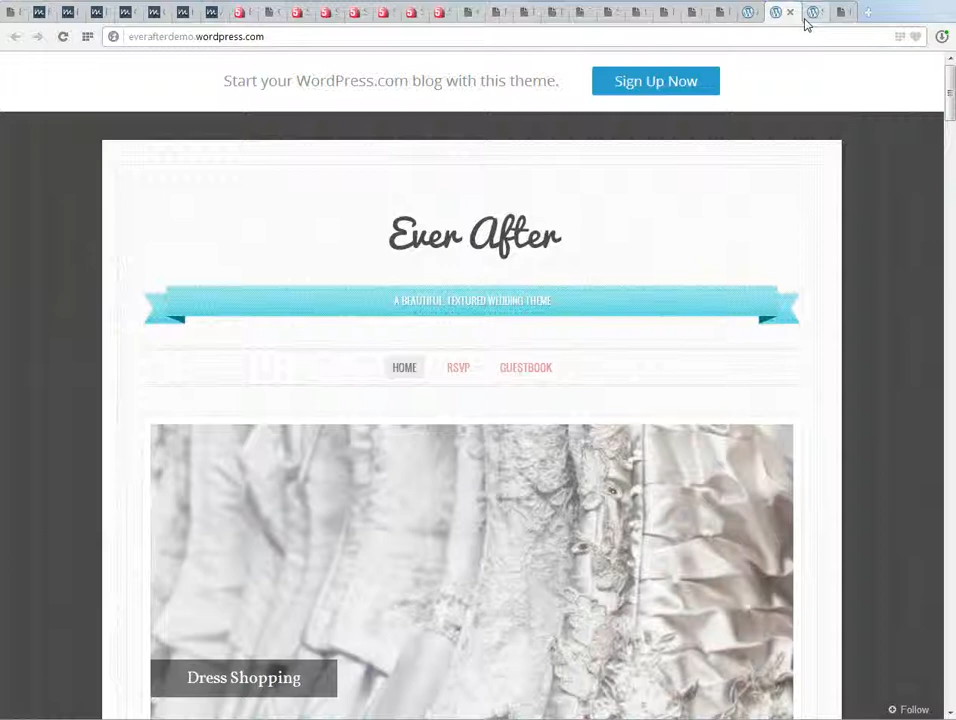 everafterdemo.wordpress.com
Start your WordPress.com blog with this theme.
Sign Up Now
Ever After
A BEAUTIFUL, TEXTURED WEDDING THEME
HOME
RSVP
GUESTBOOK
Dress Shopping
Follow